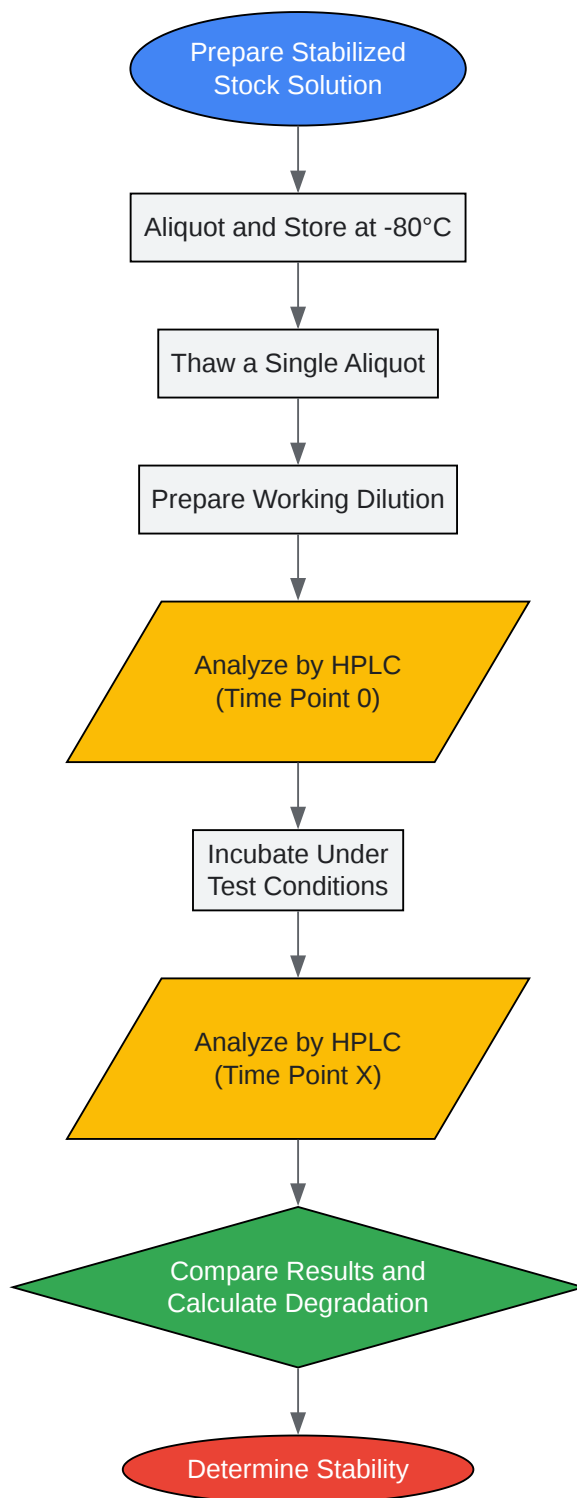 Prepare Stabilized
Stock Solution
Aliquot and Store at -80°C
Thaw a Single Aliquot
Prepare Working Dilution
Analyze by HPLC
(Time Point 0)
Incubate Under
Test Conditions
Analyze by HPLC
(Time Point X)
Compare Results and
Calculate Degradation
Determine Stability